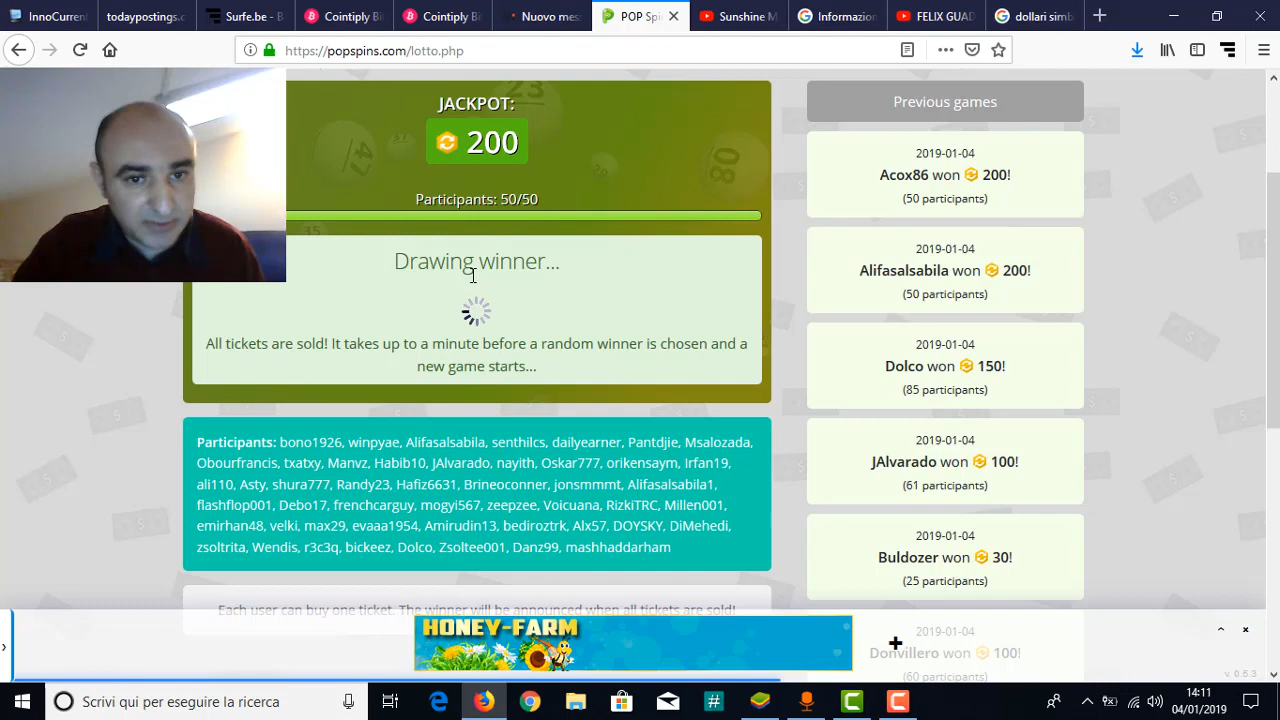 InnoCurrent
todaypostings.c
Surfe.be - B
Cointiply Bi
Cointiply Bi
Nuovo mes
POP Spi
Sunshine M
Informazion
FELIX GUAD
dollari simb
https://popspins.com/lotto.php
JACKPOT:
200
Participants: 50/50
Drawing winner...
All tickets are sold! It takes up to a minute before a random winner is chosen and a
new game starts...
Participants: bono1926, winpyae, Alifasalsabila, senthilcs, dailyearner, Pantdjie, Msalozada,
Obourfrancis, txatxy, Manvz, Habib10, JAlvarado, nayith, Oskar777, orikensaym, Irfan19,
ali110, Asty, shura777, Randy23, Hafiz6631, Brineoconner, jonsmmmt, Alifasalsabila1,
flashflop001, Debo17, frenchcarguy, mogyi567, zeepzee, Voicuana, RizkiTRC, Millen001,
emirhan48, velki, max29, evaaa1954, Amirudin13, bediroztrk, Alx57, DOYSKY, DiMehedi,
zsoltrita, Wendis, r3c3q, bickeez, Dolco, Zsoltee001, Danz99, mashhaddarham
Each user can buy one ticket. The winner will be announced when all tickets are sold!
Previous games
2019-01-04
Acox86 won 200!
(50 participants)
2019-01-04
Alifasalsabila won 200!
(50 participants)
2019-01-04
Dolco won 150!
(85 participants)
2019-01-04
JAlvarado won 100!
(61 participants)
2019-01-04
Buldozer won 30!
(25 participants)
2019-01-04
Donvillero won 100!
(60 participants)
HONEY-FARM
v 0.5.3
Scrivi qui per eseguire la ricerca
14:11
04/01/2019